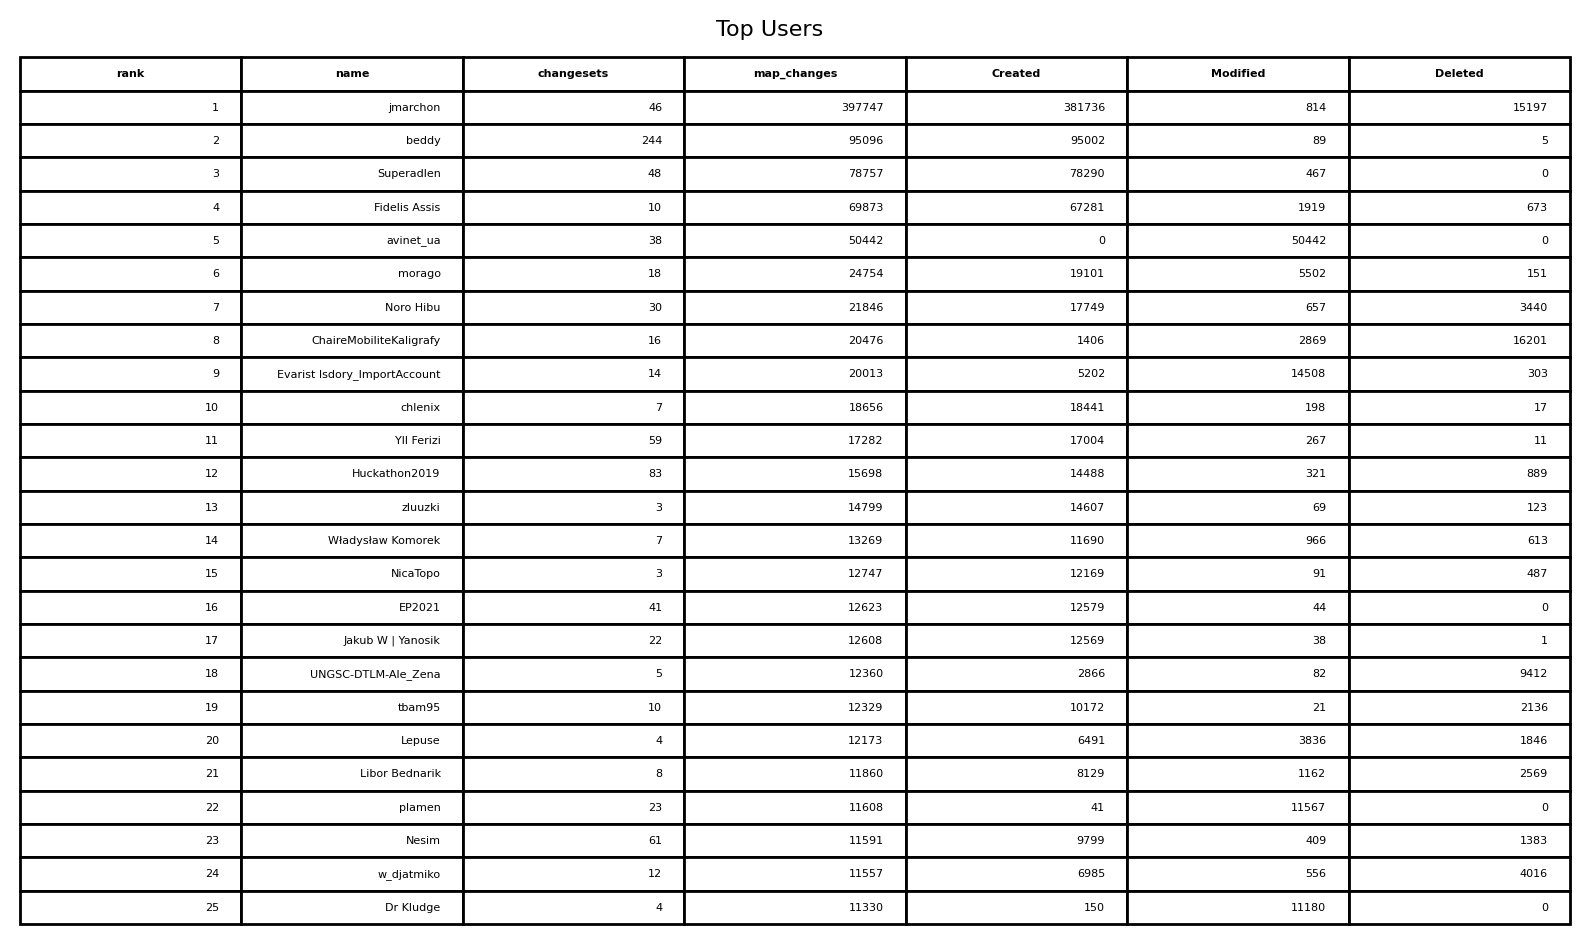 Top Users
rank name changesets map_changes Created Modified Deleted
1 jmarchon 46 397747 381736 814 15197
2 beddy 244 95096 95002 89 5
3 Superadlen 48 78757 78290 467 0
4 Fidelis Assis 10 69873 67281 1919 673
5 avinet_ua 38 50442 0 50442 0
6 morago 18 24754 19101 5502 151
7 Noro Hibu 30 21846 17749 657 3440
8 ChaireMobiliteKaligrafy 16 20476 1406 2869 16201
9 Evarist Isdory_ImportAccount 14 20013 5202 14508 303
10 chlenix 7 18656 18441 198 17
11 Yll Ferizi 59 17282 17004 267 11
12 Huckathon2019 83 15698 14488 321 889
13 zluuzki 3 14799 14607 69 123
14 Władysław Komorek 7 13269 11690 966 613
15 NicaTopo 3 12747 12169 91 487
16 EP2021 41 12623 12579 44 0
17 Jakub W | Yanosik 22 12608 12569 38 1
18 UNGSC-DTLM-Ale_Zena 5 12360 2866 82 9412
19 tbam95 10 12329 10172 21 2136
20 Lepuse 4 12173 6491 3836 1846
21 Libor Bednarik 8 11860 8129 1162 2569
22 plamen 23 11608 41 11567 0
23 Nesim 61 11591 9799 409 1383
24 w_djatmiko 12 11557 6985 556 4016
25 Dr Kludge 4 11330 150 11180 0